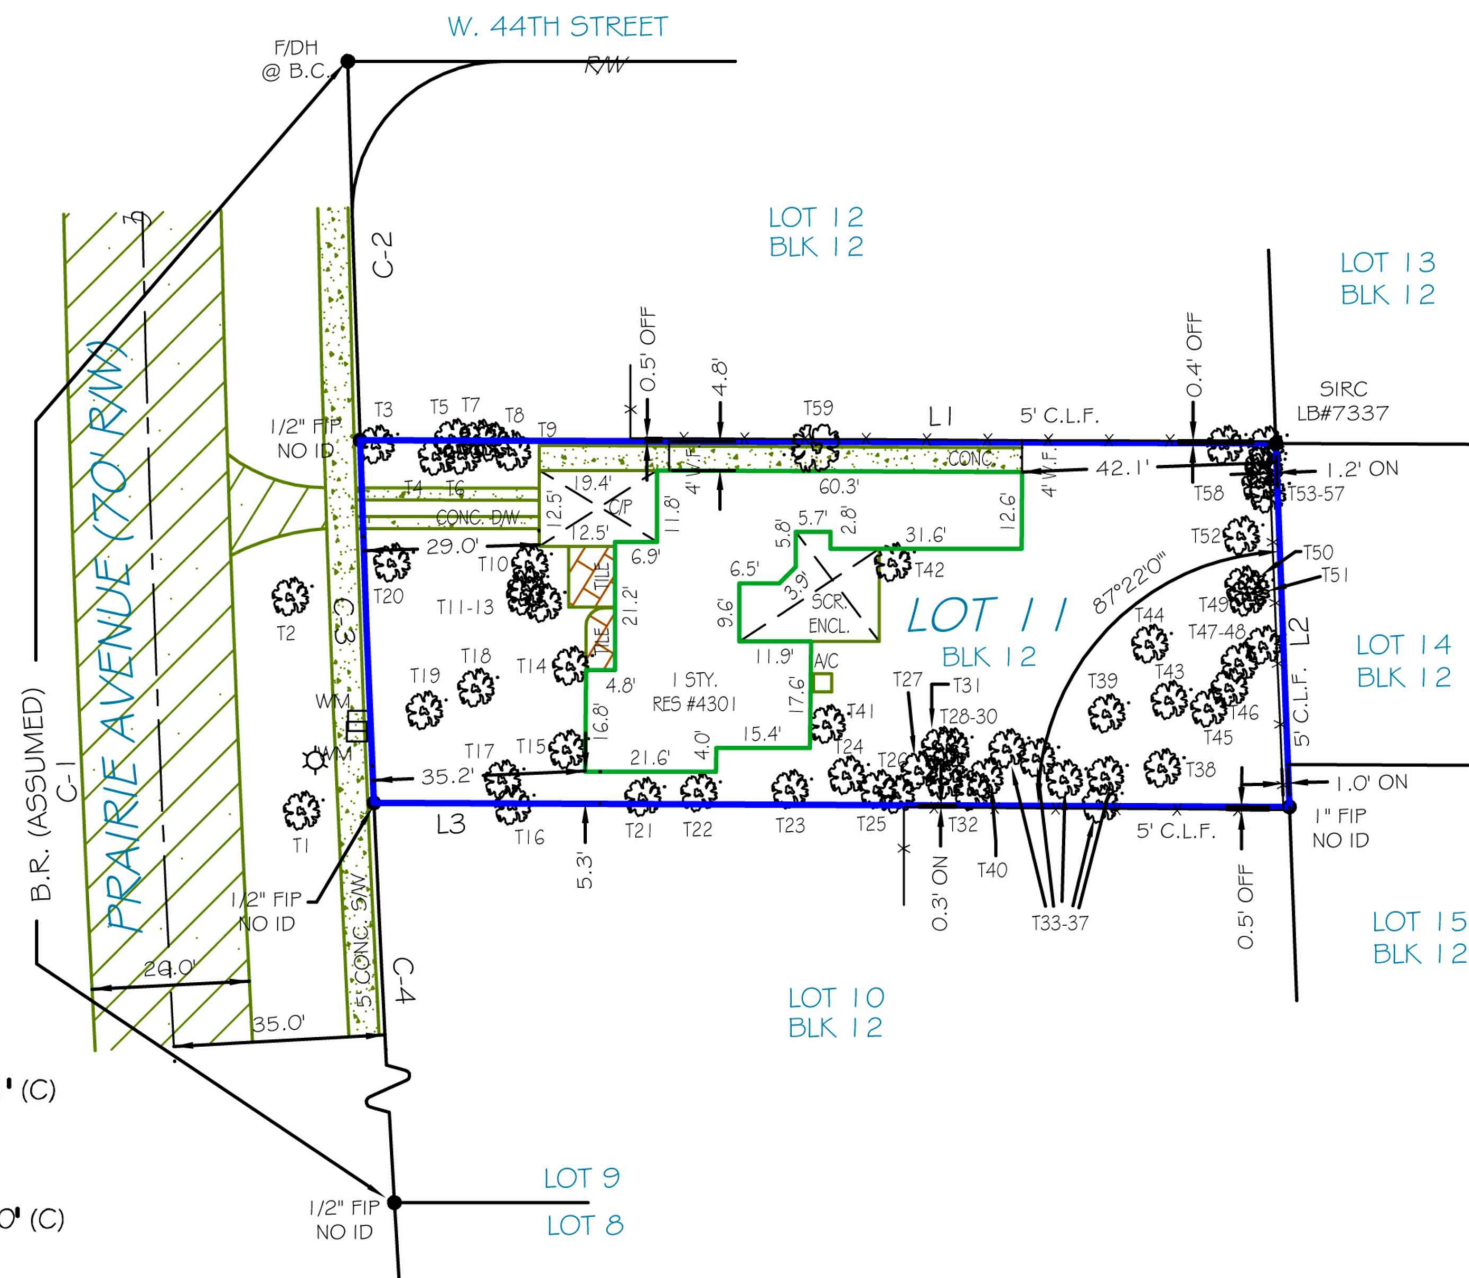 W. 44TH STREET
F/DH
@ B.C.
R/W
C-2
LOT 12
BLK 12
LOT 13
BLK 12
0.5' OFF
4.8'
0.4' OFF
SIRC
LB#7337
1/2" FIP
NO ID
T3
T5
T7
T8
T9
T59
L1
5' C.L.F.
T4
T6
CONC. D/W
19.4'
C/P
12.5'
12.5'
11.8'
4' W.F.
60.3'
CONC.
42.1'
4' W.F.
1.2' ON
T58
T53-57
29.0'
T10
T11-13
T20
T2
C-3
TILE
TILE
6.9'
21.2'
5.8'
5.7'
2.8'
31.6'
12.6'
6.5'
3.9'
9.6'
SCR.
ENCL.
11.9'
T42
LOT 11
BLK 12
87°22'0"
T52
T50
T51
T49
T47-48
T44
T43
T46
T45
L2
5' C.L.F.
LOT 14
BLK 12
PRAIRIE AVENUE (70' R/W)
B.R. (ASSUMED)
C-1
T19
T18
T14
4.8'
1 STY.
RES #4301
A/C
17.6'
T27
T31
T28-30
T39
T41
T24
T26
WM
WM
T17
T15
16.8'
21.6'
4.0'
15.4'
35.2'
T38
1.0' ON
T1
L3
T16
T21
T22
T23
T25
T32
T40
5' C.L.F.
1" FIP
NO ID
5.3'
0.3' ON
T33-37
0.5' OFF
1/2" FIP
NO ID
5' CONC. S/W
C-4
LOT 15
BLK 12
35.0'
LOT 10
BLK 12
' (C)
0' (C)
1/2" FIP
NO ID
LOT 9
LOT 8